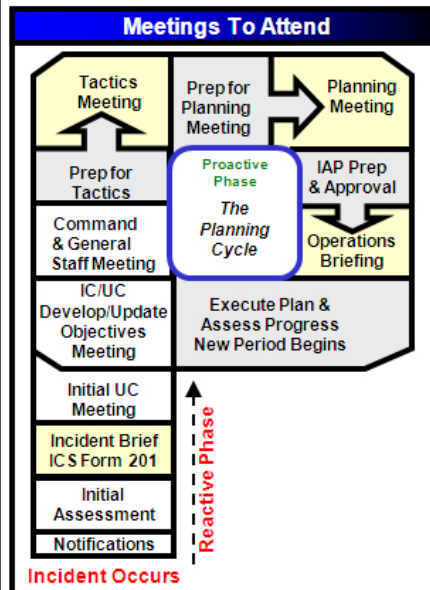 Meetings To Attend
Tactics
Meeting
Prep for
Planning
Meeting
Planning
Meeting
Prep for
Tactics
Proactive
Phase
The
Planning
Cycle
IAP Prep
& Approval
Command
& General
Staff Meeting
Operations
Briefing
IC/UC
Develop/Update
Objectives
Meeting
Execute Plan &
Assess Progress
New Period Begins
Initial UC
Meeting
Incident Brief
ICS Form 201
Initial
Assessment
Notifications
Reactive Phase
Incident Occurs